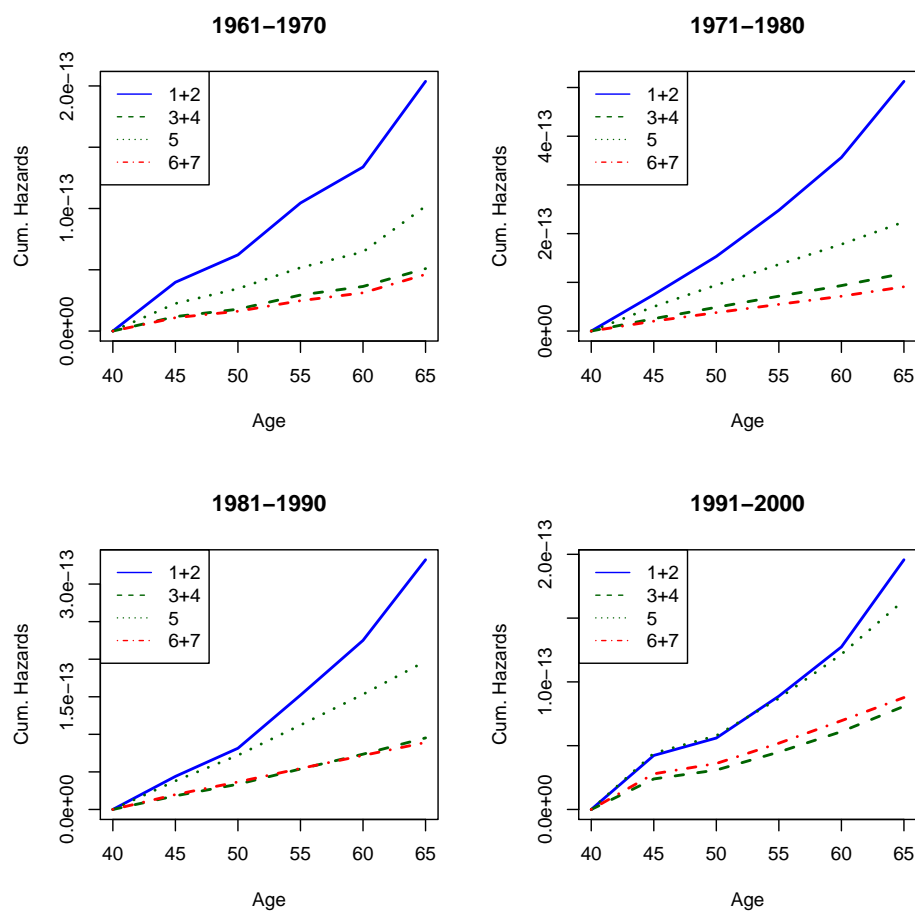 1961−1970
Cum. Hazards
0.0e+00
1.0e−13
2.0e−13
1+2
3+4
5
6+7
40 45 50 55 60 65
Age
1971−1980
Cum. Hazards
0e+00
2e−13
4e−13
1+2
3+4
5
6+7
40 45 50 55 60 65
Age
1981−1990
Cum. Hazards
0.0e+00
1.5e−13
3.0e−13
1+2
3+4
5
6+7
40 45 50 55 60 65
Age
1991−2000
Cum. Hazards
0.0e+00
1.0e−13
2.0e−13
1+2
3+4
5
6+7
40 45 50 55 60 65
Age